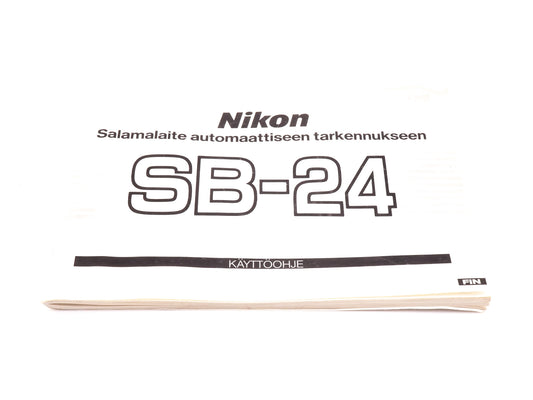 Nikon
Salamalaite automaattiseen tarkennukseen
SB-24
KÄYTTÖOHJE
FIN